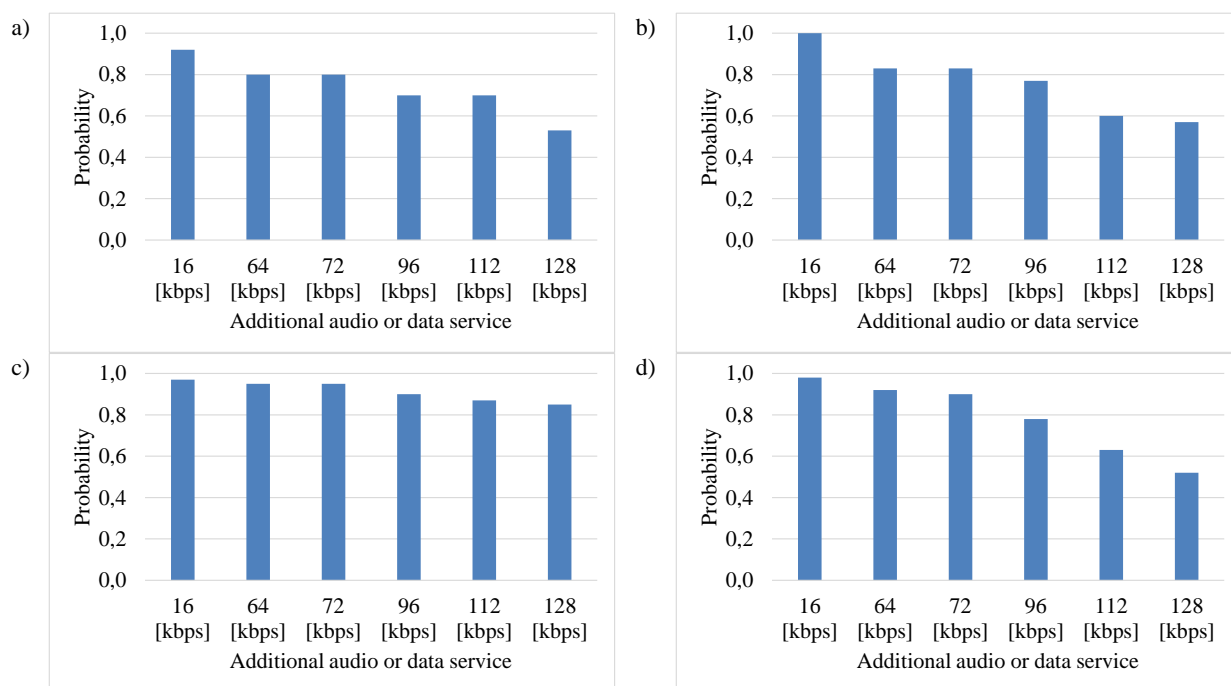 a)
Probability
1,0
0,8
0,6
0,4
0,2
0,0
16 64 72 96 112 128
[kbps] [kbps] [kbps] [kbps] [kbps] [kbps]
Additional audio or data service
b)
Probability
1,0
0,8
0,6
0,4
0,2
0,0
16 64 72 96 112 128
[kbps] [kbps] [kbps] [kbps] [kbps] [kbps]
Additional audio or data service
c)
Probability
1,0
0,8
0,6
0,4
0,2
0,0
16 64 72 96 112 128
[kbps] [kbps] [kbps] [kbps] [kbps] [kbps]
Additional audio or data service
d)
Probability
1,0
0,8
0,6
0,4
0,2
0,0
16 64 72 96 112 128
[kbps] [kbps] [kbps] [kbps] [kbps] [kbps]
Additional audio or data service